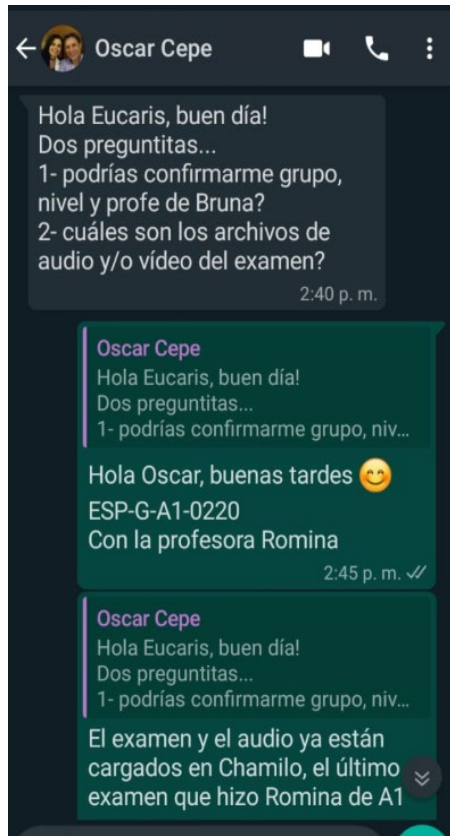 Oscar Cepe
Hola Eucaris, buen día!
Dos preguntitas...
1- podrías confirmarme grupo,
nivel y profe de Bruna?
2- cuáles son los archivos de
audio y/o vídeo del examen?
2:40 p. m.
Oscar Cepe
Hola Eucaris, buen día!
Dos preguntitas...
1- podrías confirmarme grupo, niv...
Hola Oscar, buenas tardes 😊
ESP-G-A1-0220
Con la profesora Romina
2:45 p. m.
Oscar Cepe
Hola Eucaris, buen día!
Dos preguntitas...
1- podrías confirmarme grupo, niv...
El examen y el audio ya están
cargados en Chamilo, el último
examen que hizo Romina de A1